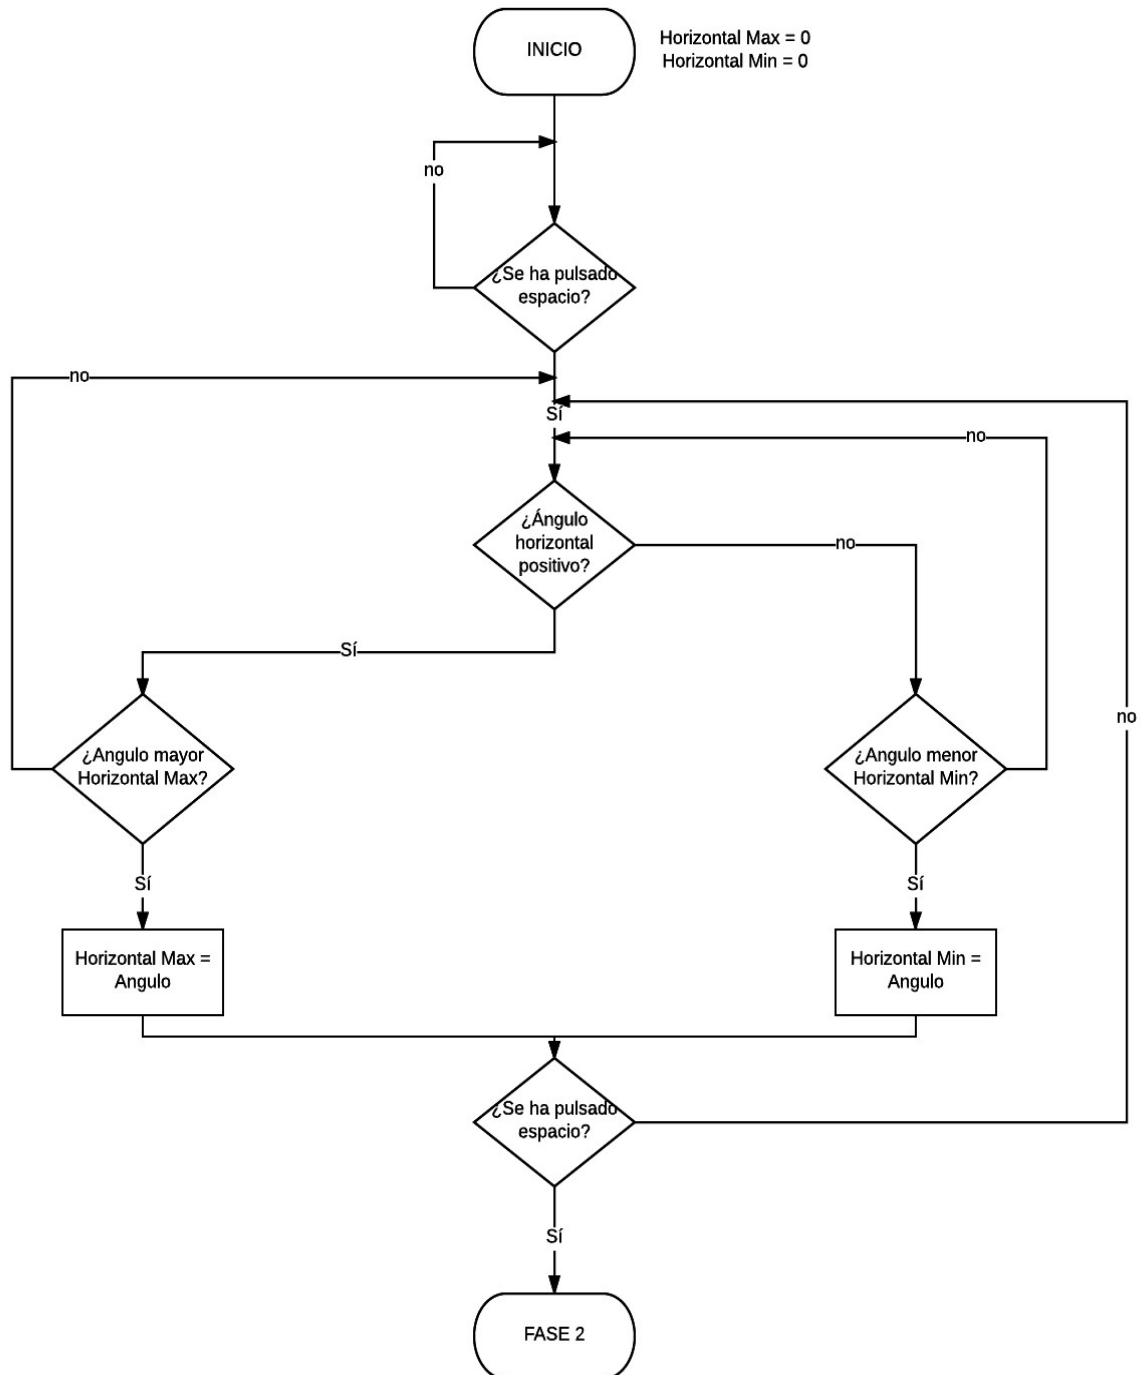 INICIO
Horizontal Max = 0
Horizontal Min = 0
no
¿Se ha pulsado
espacio?
no
Sí
no
¿Ángulo
horizontal
positivo?
no
Sí
no
¿Angulo mayor
Horizontal Max?
¿Angulo menor
Horizontal Min?
Sí
Sí
Horizontal Max =
Angulo
Horizontal Min =
Angulo
¿Se ha pulsado
espacio?
Sí
FASE 2